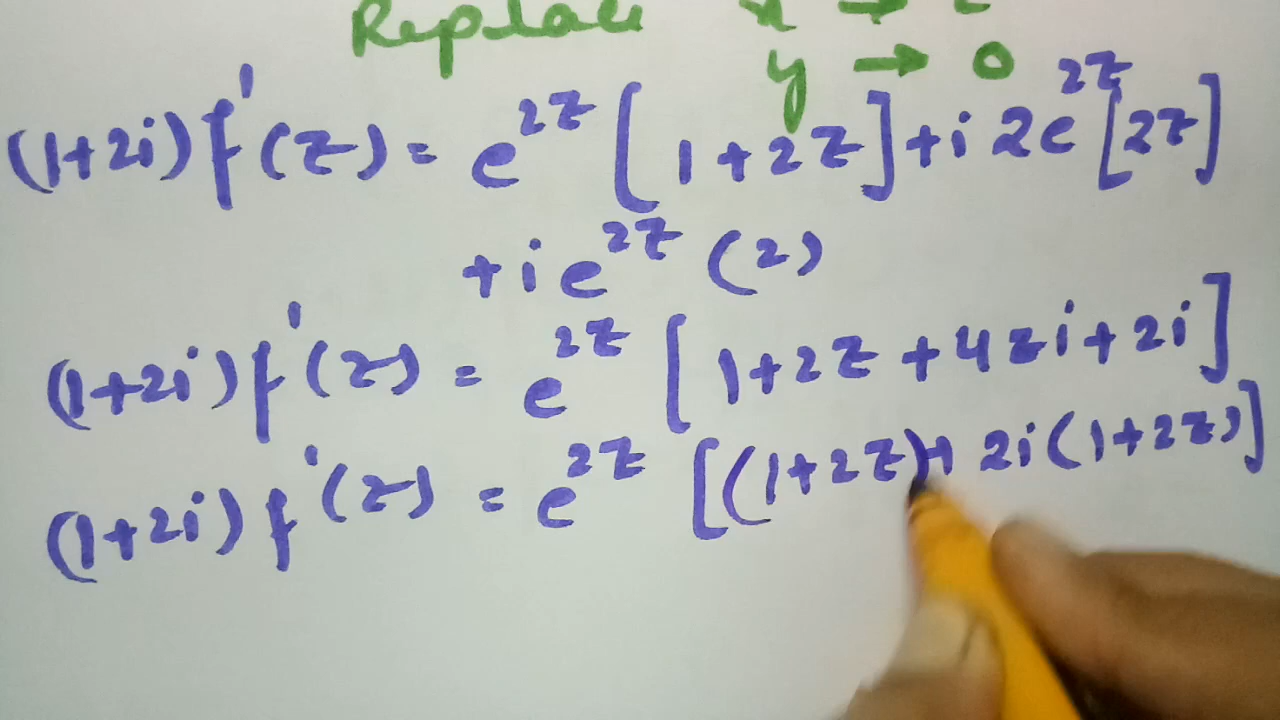 Replace x →
y → 0
(1+2i) f'(z) = e^{2z} [1+2z] + i 2e^{2z} [2z]
+ i e^{2z} (2)
(1+2i) f'(z) = e^{2z} [1+2z+4zi+2i]
(1+2i) f'(z) = e^{2z} [(1+2z)+2i(1+2z)]